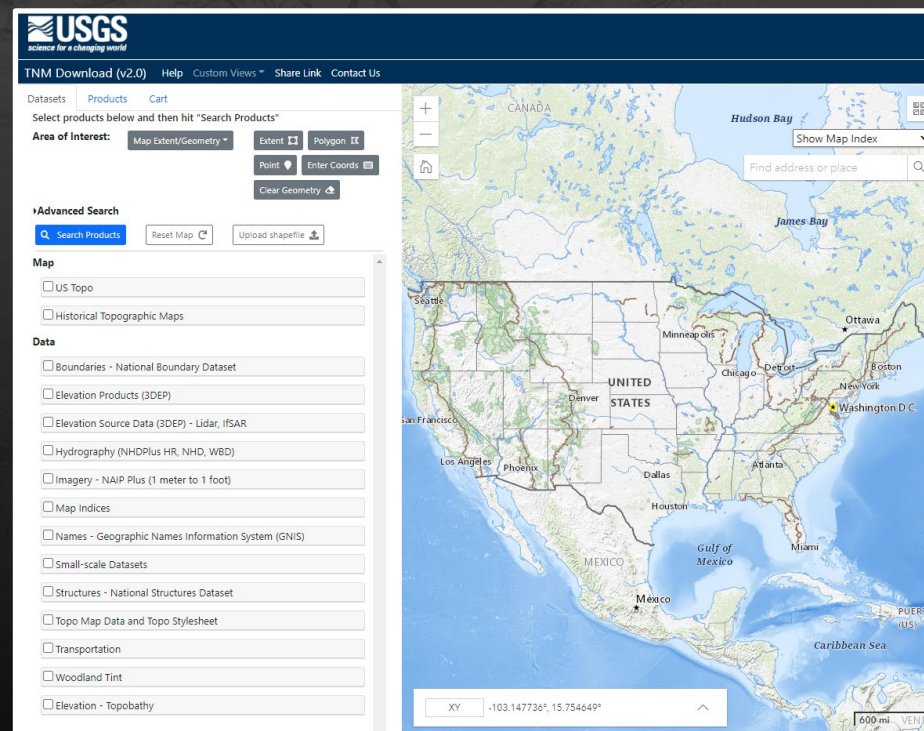 USGS
science for a changing world
TNM Download (v2.0) Help Custom Views Share Link Contact Us
Datasets Products Cart
Select products below and then hit "Search Products"
Area of Interest: Map Extent/Geometry Extent Polygon
Point Enter Coords
Clear Geometry
Advanced Search
Search Products Reset Map Upload shapefile
Map
US Topo
Historical Topographic Maps
Data
Boundaries - National Boundary Dataset
Elevation Products (3DEP)
Elevation Source Data (3DEP) - Lidar, IfSAR
Hydrography (NHDPlus HR, NHD, WBD)
Imagery - NAIP Plus (1 meter to 1 foot)
Map Indices
Names - Geographic Names Information System (GNIS)
Small-scale Datasets
Structures - National Structures Dataset
Topo Map Data and Topo Stylesheet
Transportation
Woodland Tint
Elevation - Topobathy
CANADA
Hudson Bay
Show Map Index
Find address or place
James Bay
Seattle
Ottawa
Minneapolis
Chicago
Detroit
Boston
New York
UNITED
STATES
Denver
Washington D.C.
San Francisco
Los Angeles
Phoenix
Atlanta
Dallas
Houston
Gulf of
Mexico
Miami
MEXICO
México
PUER
(US)
Caribbean Sea
XY -103.147736°, 15.754649°
600 mi
VEN